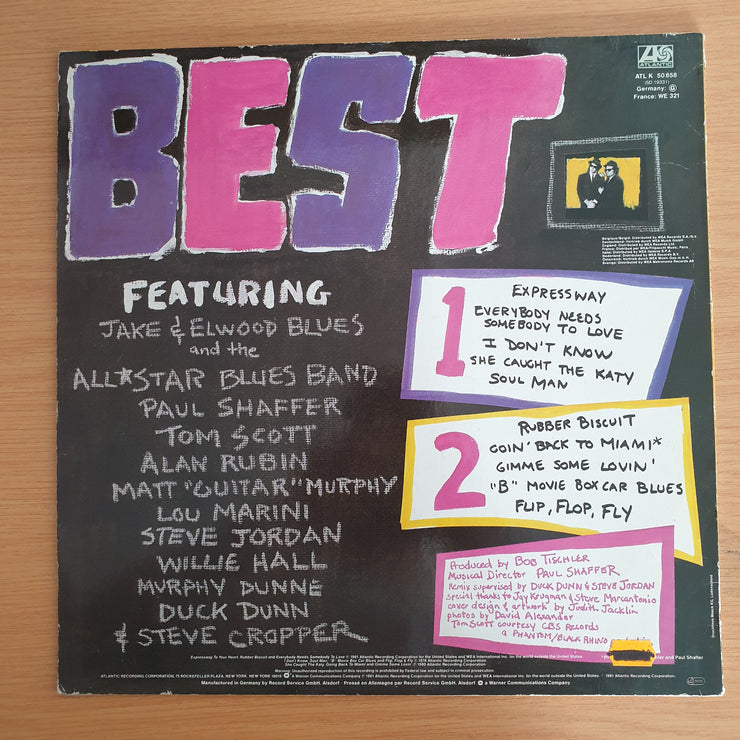 BEST
ATLANTIC
ATL K 50 858
(SD 19331)
Germany: G
France: WE 321
FEATURING
JAKE & ELWOOD BLUES
and the
ALL★STAR BLUES BAND
PAUL SHAFFER
TOM SCOTT
ALAN RUBIN
MATT "GUITAR" MURPHY
LOU MARINI
STEVE JORDAN
WILLIE HALL
MURPHY DUNNE
DUCK DUNN
& STEVE CROPPER
1
EXPRESSWAY
EVERYBODY NEEDS
SOMEBODY TO LOVE
I DON'T KNOW
SHE CAUGHT THE KATY
SOUL MAN
2
RUBBER BISCUIT
GOIN' BACK TO MIAMI*
GIMME SOME LOVIN'
"B" MOVIE BOX CAR BLUES
FLIP, FLOP, FLY
Produced by BOB TISCHLER
Musical Director PAUL SHAFFER
Remix supervised by DUCK DUNN & STEVE JORDAN
special thanks to Jay Krugman & Steve Marcantonio
cover design & artwork by Judith Jacklin
photos by David Alexander
Tom Scott courtesy CBS Records
A PHANTOM/BLACK RHINO
and Paul Shaffer
ATLANTIC RECORDING CORPORATION, 75 ROCKEFELLER PLAZA, NEW YORK, NEW YORK 10019 A Warner Communications Company
Manufactured in Germany by Record Service GmbH, Alsdorf Pressé en Allemagne par Record Service GmbH, Alsdorf a Warner Communications Company